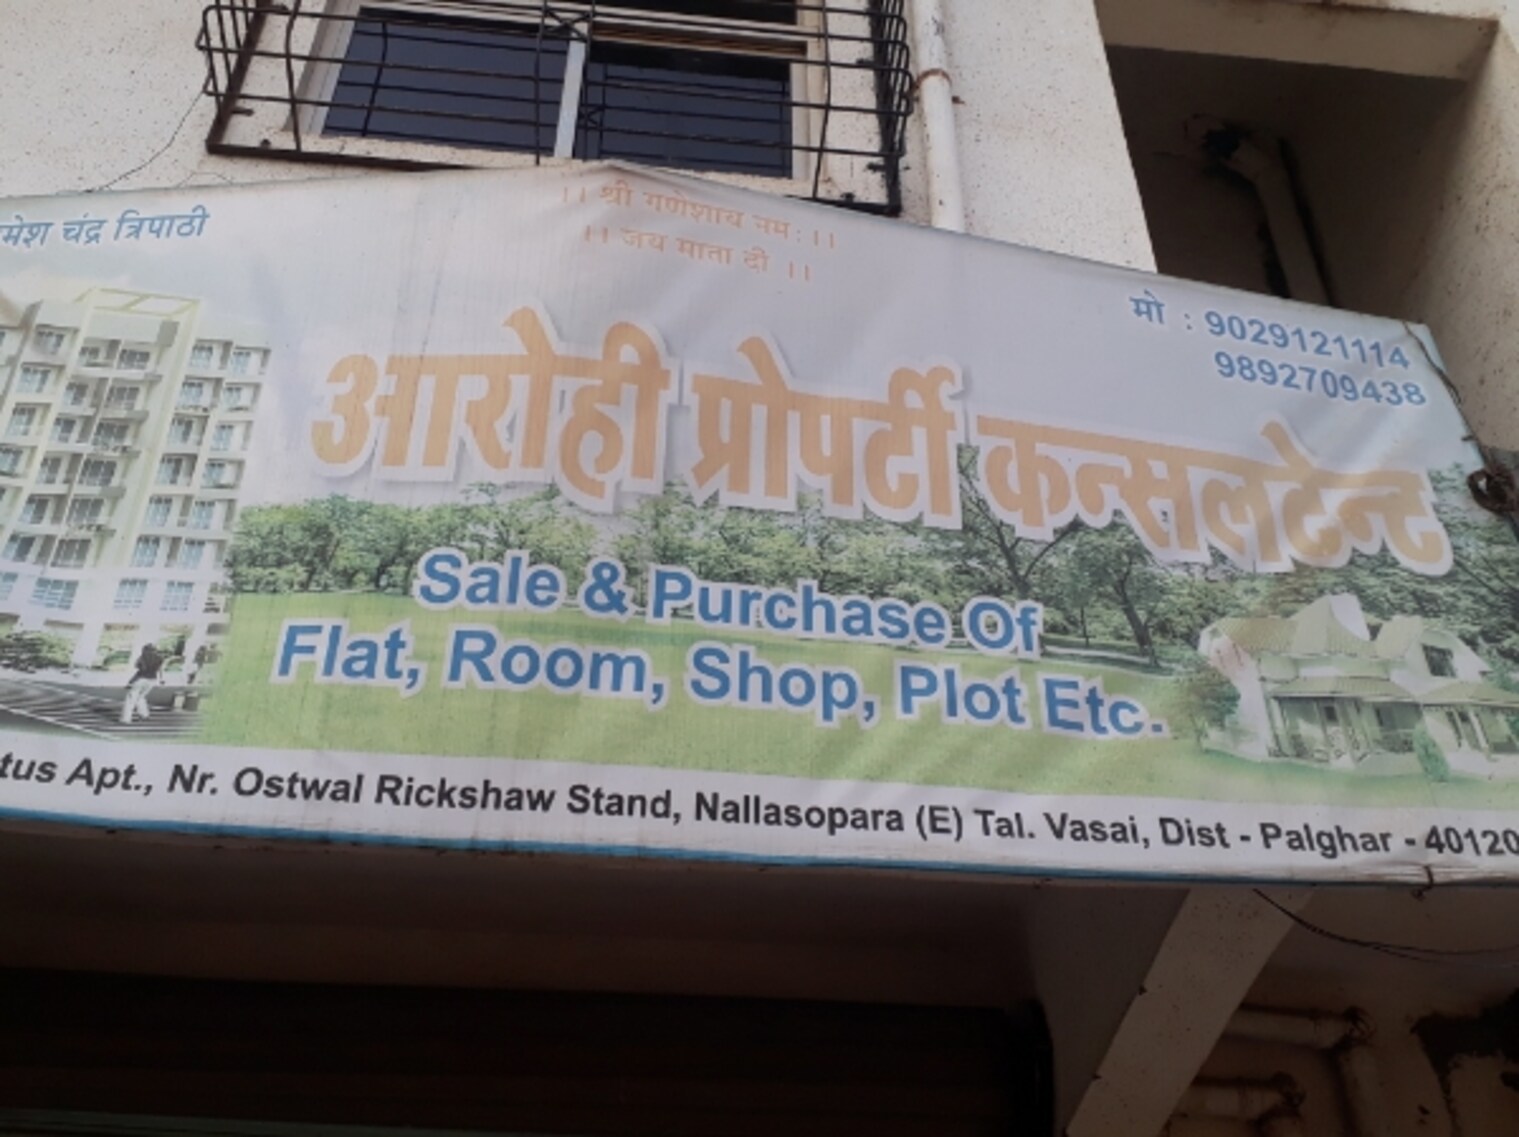 ।। श्री गणेशाय नमः ।।
।। जय माता दी ।।
मेश चंद्र त्रिपाठी
मो : 9029121114
9892709438
आरोही प्रोपर्टी कन्सलटेन्ट
Sale & Purchase Of
Flat, Room, Shop, Plot Etc.
tus Apt., Nr. Ostwal Rickshaw Stand, Nallasopara (E) Tal. Vasai, Dist - Palghar - 40120